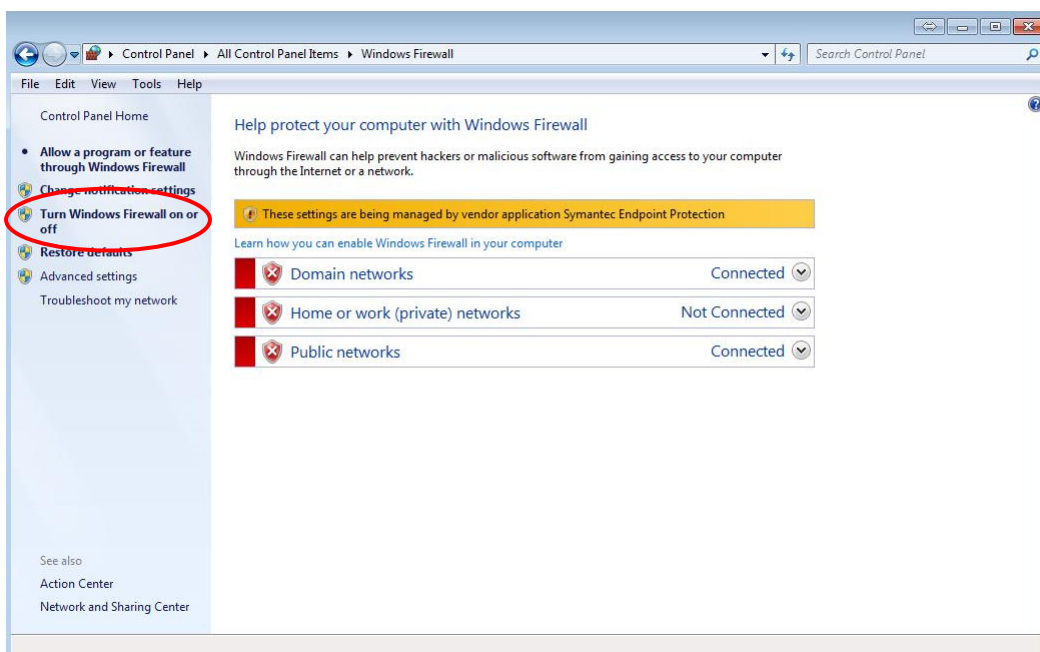 Control Panel ▸ All Control Panel Items ▸ Windows Firewall
Search Control Panel
File Edit View Tools Help
Control Panel Home
Allow a program or feature
through Windows Firewall
Change notification settings
Turn Windows Firewall on or
off
Restore defaults
Advanced settings
Troubleshoot my network
See also
Action Center
Network and Sharing Center
Help protect your computer with Windows Firewall
Windows Firewall can help prevent hackers or malicious software from gaining access to your computer
through the Internet or a network.
These settings are being managed by vendor application Symantec Endpoint Protection
Learn how you can enable Windows Firewall in your computer
Domain networks Connected
Home or work (private) networks Not Connected
Public networks Connected